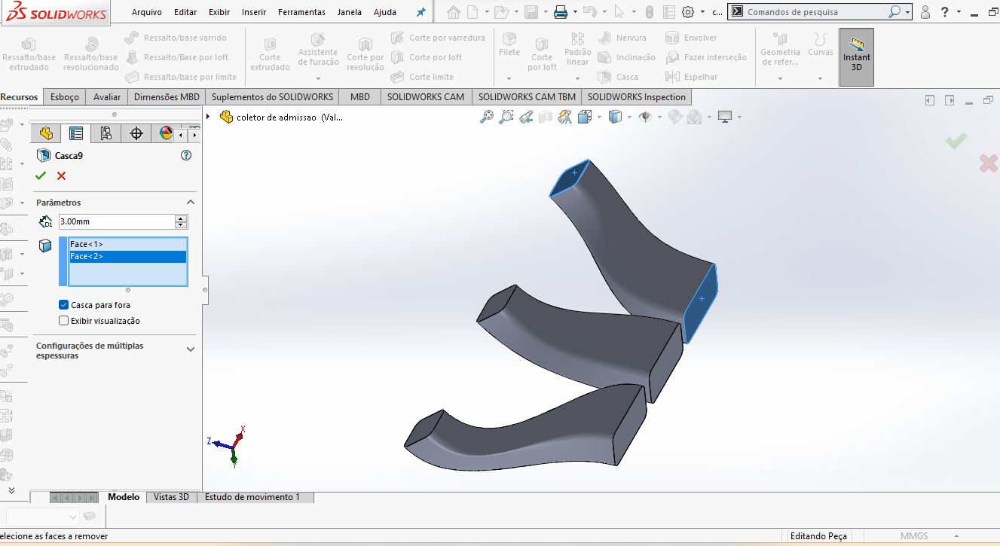 SOLIDWORKS
Arquivo Editar Exibir Inserir Ferramentas Janela Ajuda
c...
Comandos de pesquisa
?
Ressalto/base extrudado
Ressalto/base revolucionado
Ressalto/base varrido
Ressalto/Base por loft
Ressalto/base por limite
Corte extrudado
Assistente de furação
Corte por revolução
Corte por varredura
Corte por loft
Corte limite
Filete
Corte por loft
Padrão linear
Nervura
Inclinação
Casca
Envolver
Fazer interseção
Espelhar
Geometria de refer...
Curvas
Instant 3D
Recursos Esboço Avaliar Dimensões MBD Suplementos do SOLIDWORKS MBD SOLIDWORKS CAM SOLIDWORKS CAM TBM SOLIDWORKS Inspection
coletor de admissao (Val...
Casca9
?
Parâmetros
D1
3.00mm
Face<1>
Face<2>
Casca para fora
Exibir visualização
Configurações de múltiplas
espessuras
X
Z
Y
Modelo Vistas 3D Estudo de movimento 1
elecione as faces a remover
Editando Peça
MMGS